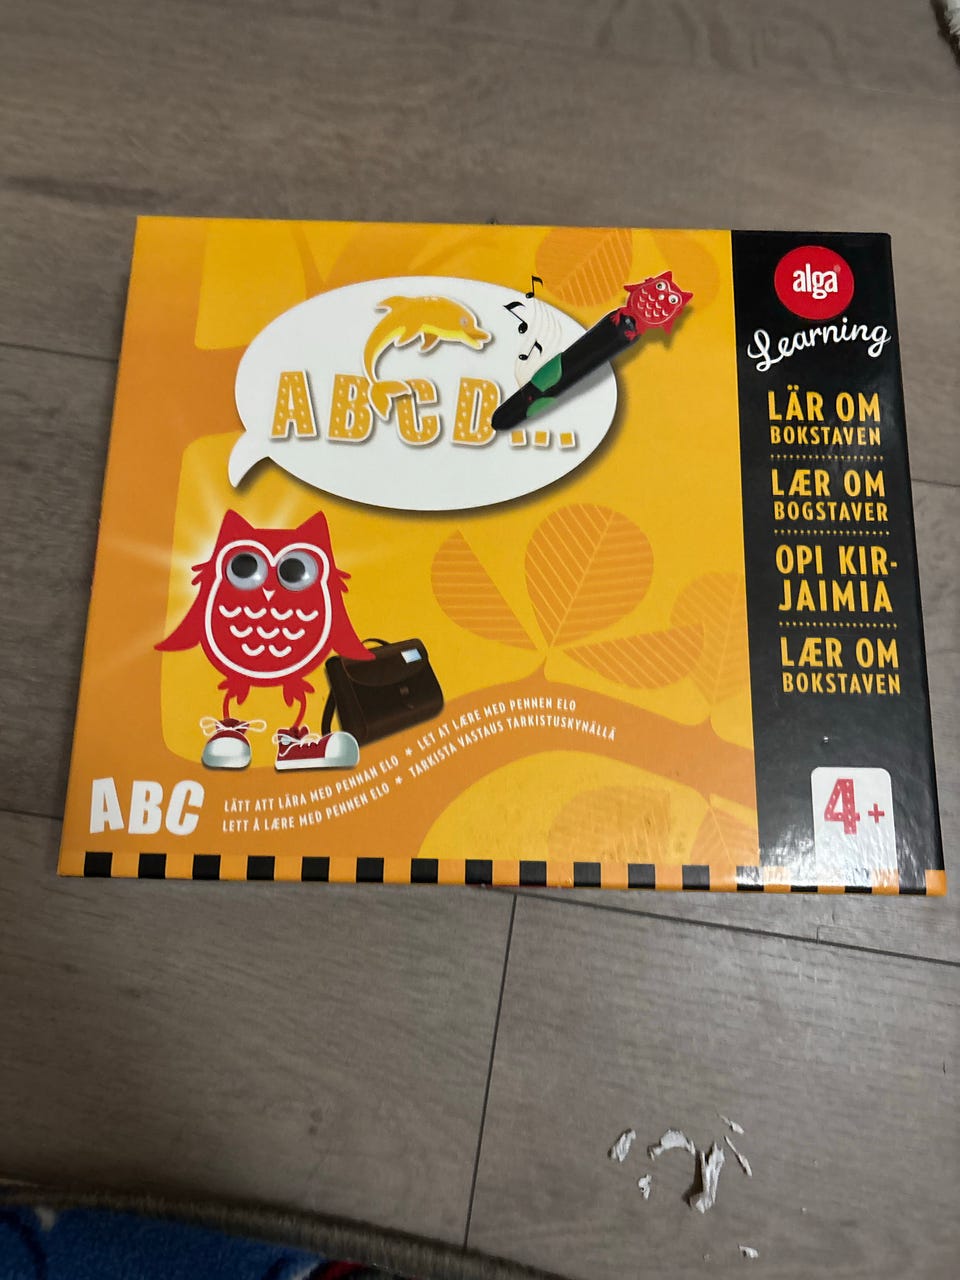 ABCD...
alga
Learning
LÄR OM
BOKSTAVEN
LÆR OM
BOGSTAVER
OPI KIR-
JAIMIA
LÆR OM
BOKSTAVEN
4+
ABC
LÄTT ATT LÄRA MED PENNAN ELO * LET AT LÆRE MED PENNEN ELO
LETT Å LÆRE MED PENNEN ELO * TARKISTA VASTAUS TARKISTUSKYNÄLLÄ